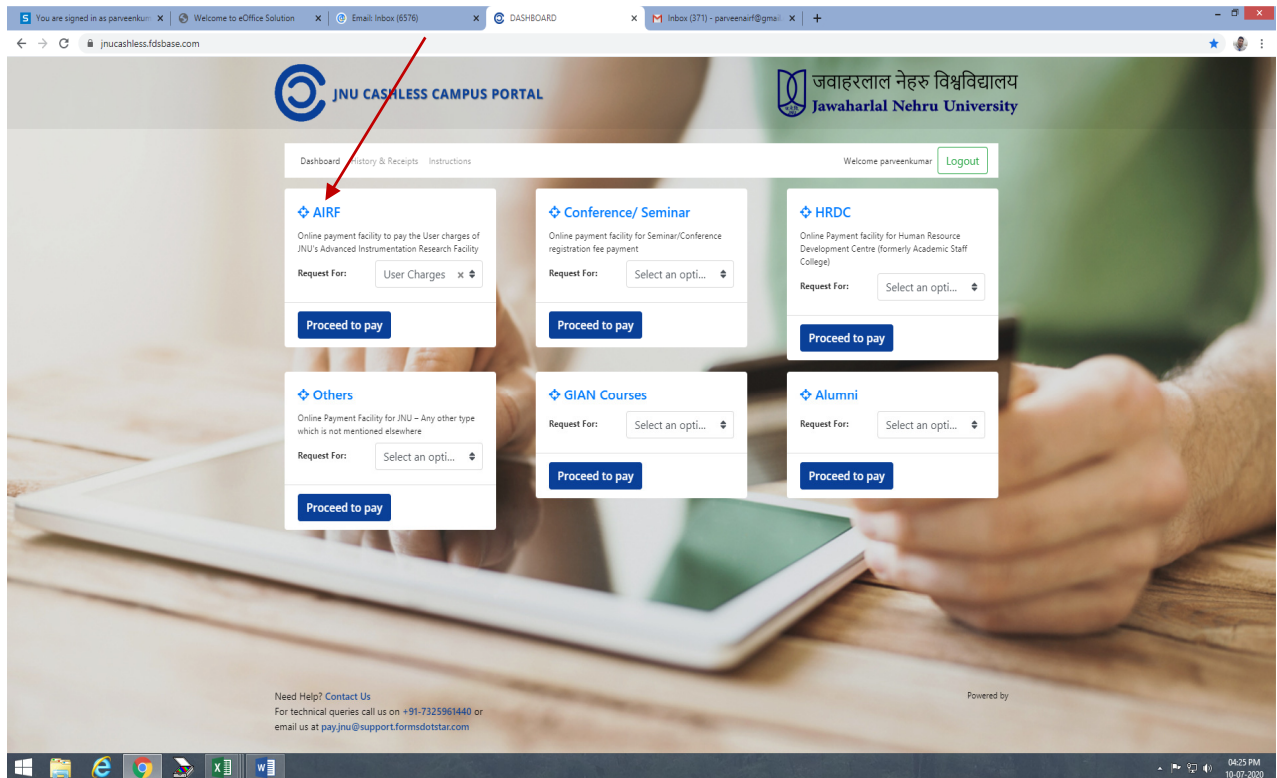 You are signed in as parveenkum
Welcome to eOffice Solution
Email: Inbox (6576)
DASHBOARD
Inbox (371) - parveenairf@gmail.
jnucashless.fdsbase.com
JNU CASHLESS CAMPUS PORTAL
जवाहरलाल नेहरु विश्वविद्यालय
Jawaharlal Nehru University
Dashboard History & Receipts Instructions
Welcome parveenkumar Logout
AIRF
Online payment facility to pay the User charges of
JNU's Advanced Instrumentation Research Facility
Request For: User Charges
Proceed to pay
Conference/ Seminar
Online payment facility for Seminar/Conference
registration fee payment
Request For: Select an opti...
Proceed to pay
HRDC
Online Payment facility for Human Resource
Development Centre (formerly Academic Staff
College)
Request For: Select an opti...
Proceed to pay
Others
Online Payment Facility for JNU – Any other type
which is not mentioned elsewhere
Request For: Select an opti...
Proceed to pay
GIAN Courses
Request For: Select an opti...
Proceed to pay
Alumni
Request For: Select an opti...
Proceed to pay
Need Help? Contact Us
For technical queries call us on +91-7325961440 or
email us at pay.jnu@support.formsdotstar.com
Powered by
04:25 PM
10-07-2020